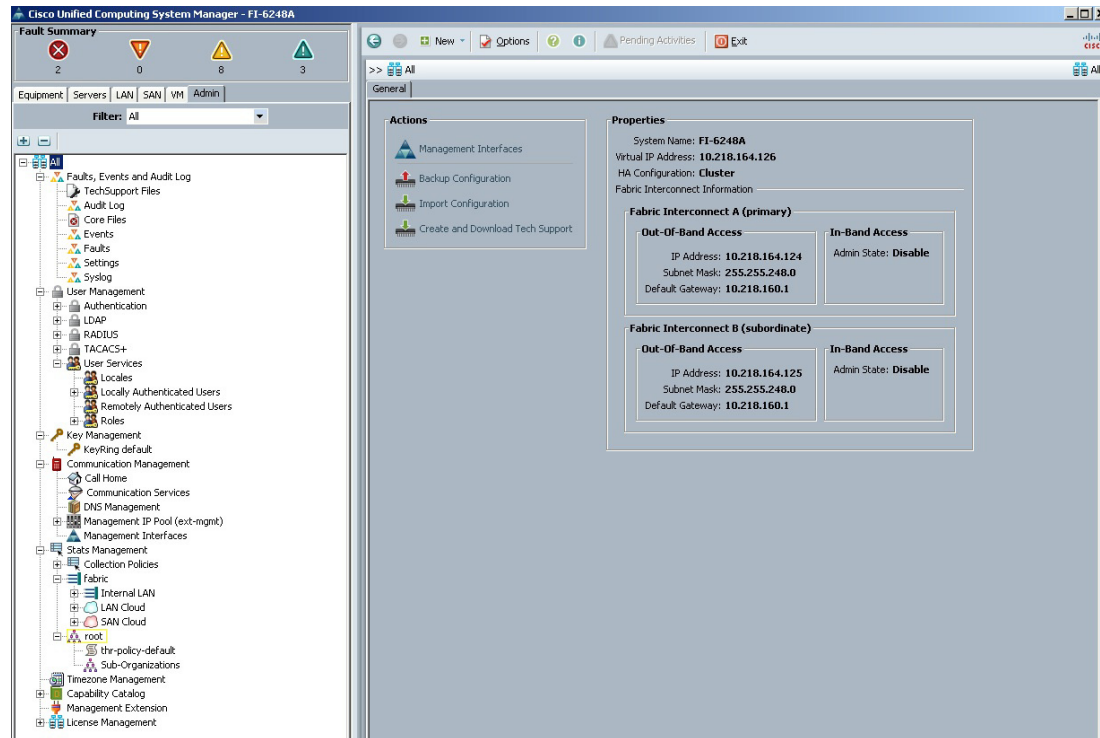 Cisco Unified Computing System Manager - FI-6248A
Fault Summary
2 0 8 3
Equipment Servers LAN SAN VM Admin
Filter: All
All
Faults, Events and Audit Log
TechSupport Files
Audit Log
Core Files
Events
Faults
Settings
Syslog
User Management
Authentication
LDAP
RADIUS
TACACS+
User Services
Locales
Locally Authenticated Users
Remotely Authenticated Users
Roles
Key Management
KeyRing default
Communication Management
Call Home
Communication Services
DNS Management
Management IP Pool (ext-mgmt)
Management Interfaces
Stats Management
Collection Policies
fabric
Internal LAN
LAN Cloud
SAN Cloud
root
thr-policy-default
Sub-Organizations
Timezone Management
Capability Catalog
Management Extension
License Management
New Options Pending Activities Exit
CISC
>> All
All
General
Actions
Management Interfaces
Backup Configuration
Import Configuration
Create and Download Tech Support
Properties
System Name: FI-6248A
Virtual IP Address: 10.218.164.126
HA Configuration: Cluster
Fabric Interconnect Information
Fabric Interconnect A (primary)
Out-Of-Band Access
IP Address: 10.218.164.124
Subnet Mask: 255.255.248.0
Default Gateway: 10.218.160.1
In-Band Access
Admin State: Disable
Fabric Interconnect B (subordinate)
Out-Of-Band Access
IP Address: 10.218.164.125
Subnet Mask: 255.255.248.0
Default Gateway: 10.218.160.1
In-Band Access
Admin State: Disable